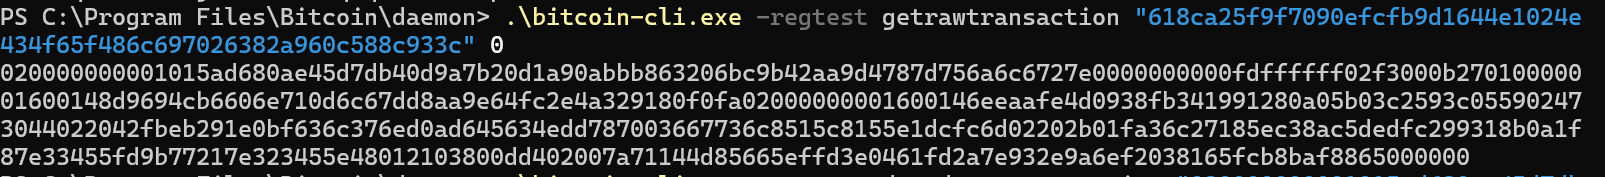 PS C:\Program Files\Bitcoin\daemon> .\bitcoin-cli.exe -regtest getrawtransaction "618ca25f9f7090efcfb9d1644e1024e
434f65f486c697026382a960c588c933c" 0
020000000001015ad680ae45d7db40d9a7b20d1a90abbb863206bc9b42aa9d4787d756a6c6727e0000000000fdffffff02f3000b270100000
01600148d9694cb6606e710d6c67dd8aa9e64fc2e4a329180f0fa02000000001600146eeaafe4d0938fb341991280a05b03c2593c05590247
3044022042fbeb291e0bf636c376ed0ad645634edd787003667736c8515c8155e1dcfc6d02202b01fa36c27185ec38ac5dedfc299318b0a1f
87e33455fd9b77217e323455e48012103800dd402007a71144d85665effd3e0461fd2a7e932e9a6ef2038165fcb8baf8865000000